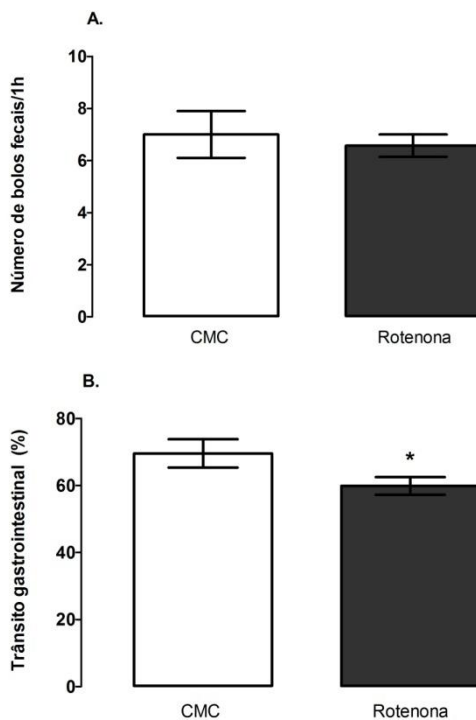 A.
Número de bolos fecais/1h
10
8
6
4
2
0
CMC Rotenona
B.
Trânsito gastrointestinal (%)
80
60
40
20
0
*
CMC Rotenona